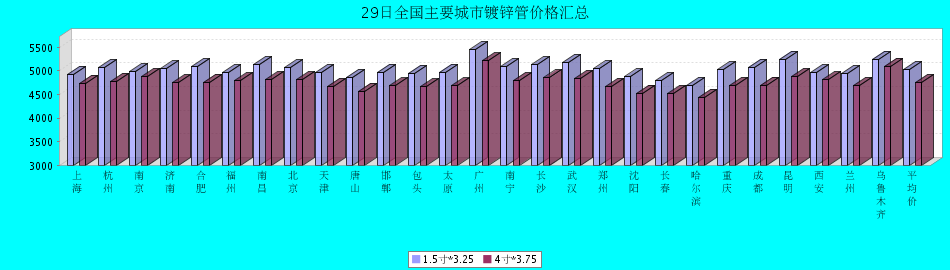 29日全国主要城市镀锌管价格汇总
5500
5000
4500
4000
3500
3000
上海 杭州 南京 济南 合肥 福州 南昌 北京 天津 唐山 邯郸 包头 太原 广州 南宁 长沙 武汉 郑州 沈阳 长春 哈尔滨 重庆 成都 昆明 西安 兰州 乌鲁木齐 平均价
1.5寸*3.25 4寸*3.75